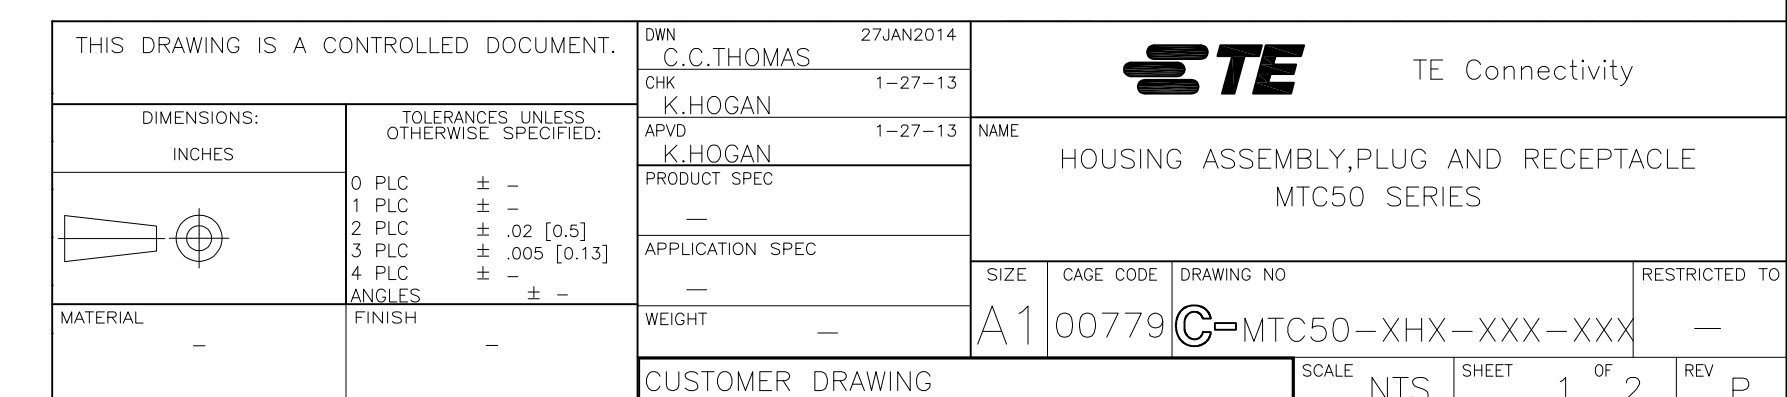 THIS DRAWING IS A CONTROLLED DOCUMENT.
DIMENSIONS:
INCHES
TOLERANCES UNLESS
OTHERWISE SPECIFIED:
0 PLC ± -
1 PLC ± -
2 PLC ± .02 [0.5]
3 PLC ± .005 [0.13]
4 PLC ± -
ANGLES ± -
MATERIAL
-
FINISH
-
DWN 27JAN2014
C.C.THOMAS
CHK 1-27-13
K.HOGAN
APVD 1-27-13
K.HOGAN
PRODUCT SPEC
-
APPLICATION SPEC
-
WEIGHT -
TE TE Connectivity
NAME
HOUSING ASSEMBLY,PLUG AND RECEPTACLE
MTC50 SERIES
SIZE CAGE CODE DRAWING NO RESTRICTED TO
A1 00779 C-MTC50-XHX-XXX-XXX -
CUSTOMER DRAWING
SCALE NTS SHEET 1 OF 2 REV P